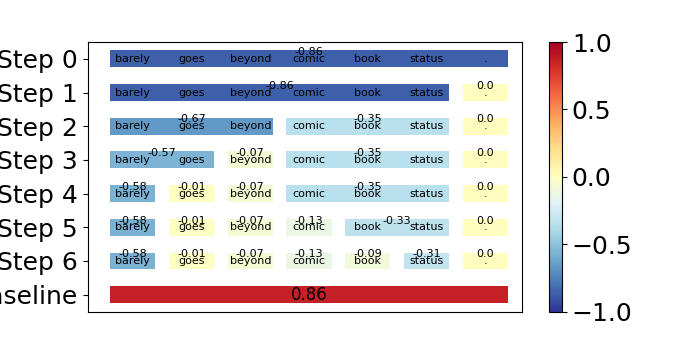 Step 0 -0.86 barely goes beyond comic book status .
Step 1 -0.86 0.0 barely goes beyond comic book status .
Step 2 -0.67 -0.35 0.0 barely goes beyond comic book status .
Step 3 -0.57 -0.07 -0.35 0.0 barely goes beyond comic book status .
Step 4 -0.58 -0.01 -0.07 -0.35 0.0 barely goes beyond comic book status .
Step 5 -0.58 -0.01 -0.07 -0.13 -0.33 0.0 barely goes beyond comic book status .
Step 6 -0.58 -0.01 -0.07 -0.13 -0.09 -0.31 0.0 barely goes beyond comic book status .
aseline 0.86
1.0
0.5
0.0
−0.5
−1.0